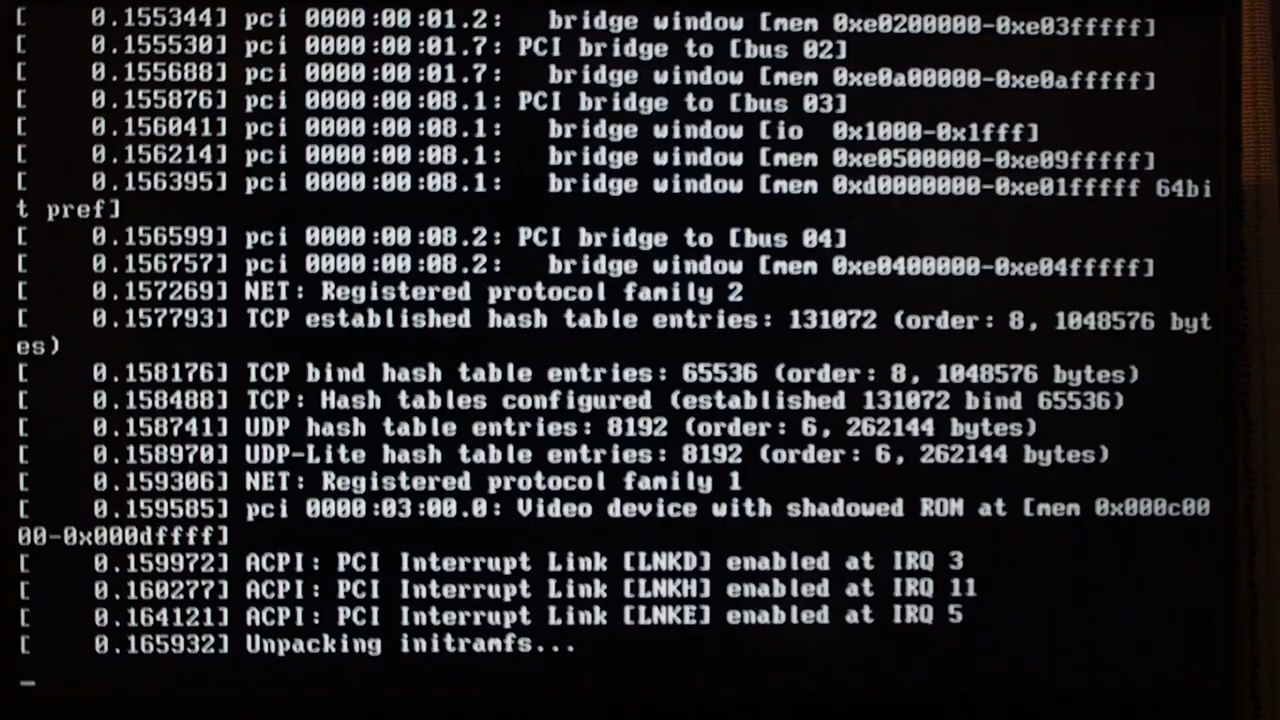 [    0.155344] pci 0000:00:01.2:   bridge window [mem 0xe0200000-0xe03fffff]
[    0.155530] pci 0000:00:01.7: PCI bridge to [bus 02]
[    0.155688] pci 0000:00:01.7:   bridge window [mem 0xe0a00000-0xe0afffff]
[    0.155876] pci 0000:00:08.1: PCI bridge to [bus 03]
[    0.156041] pci 0000:00:08.1:   bridge window [io  0x1000-0x1fff]
[    0.156214] pci 0000:00:08.1:   bridge window [mem 0xe0500000-0xe09fffff]
[    0.156395] pci 0000:00:08.1:   bridge window [mem 0xd0000000-0xe01fffff 64bi
t pref]
[    0.156599] pci 0000:00:08.2: PCI bridge to [bus 04]
[    0.156757] pci 0000:00:08.2:   bridge window [mem 0xe0400000-0xe04fffff]
[    0.157269] NET: Registered protocol family 2
[    0.157793] TCP established hash table entries: 131072 (order: 8, 1048576 byt
es)
[    0.158176] TCP bind hash table entries: 65536 (order: 8, 1048576 bytes)
[    0.158488] TCP: Hash tables configured (established 131072 bind 65536)
[    0.158741] UDP hash table entries: 8192 (order: 6, 262144 bytes)
[    0.158970] UDP-Lite hash table entries: 8192 (order: 6, 262144 bytes)
[    0.159306] NET: Registered protocol family 1
[    0.159585] pci 0000:03:00.0: Video device with shadowed ROM at [mem 0x000c00
00-0x000dffff]
[    0.159972] ACPI: PCI Interrupt Link [LNKD] enabled at IRQ 3
[    0.160277] ACPI: PCI Interrupt Link [LNKH] enabled at IRQ 11
[    0.164121] ACPI: PCI Interrupt Link [LNKE] enabled at IRQ 5
[    0.165932] Unpacking initramfs...
_